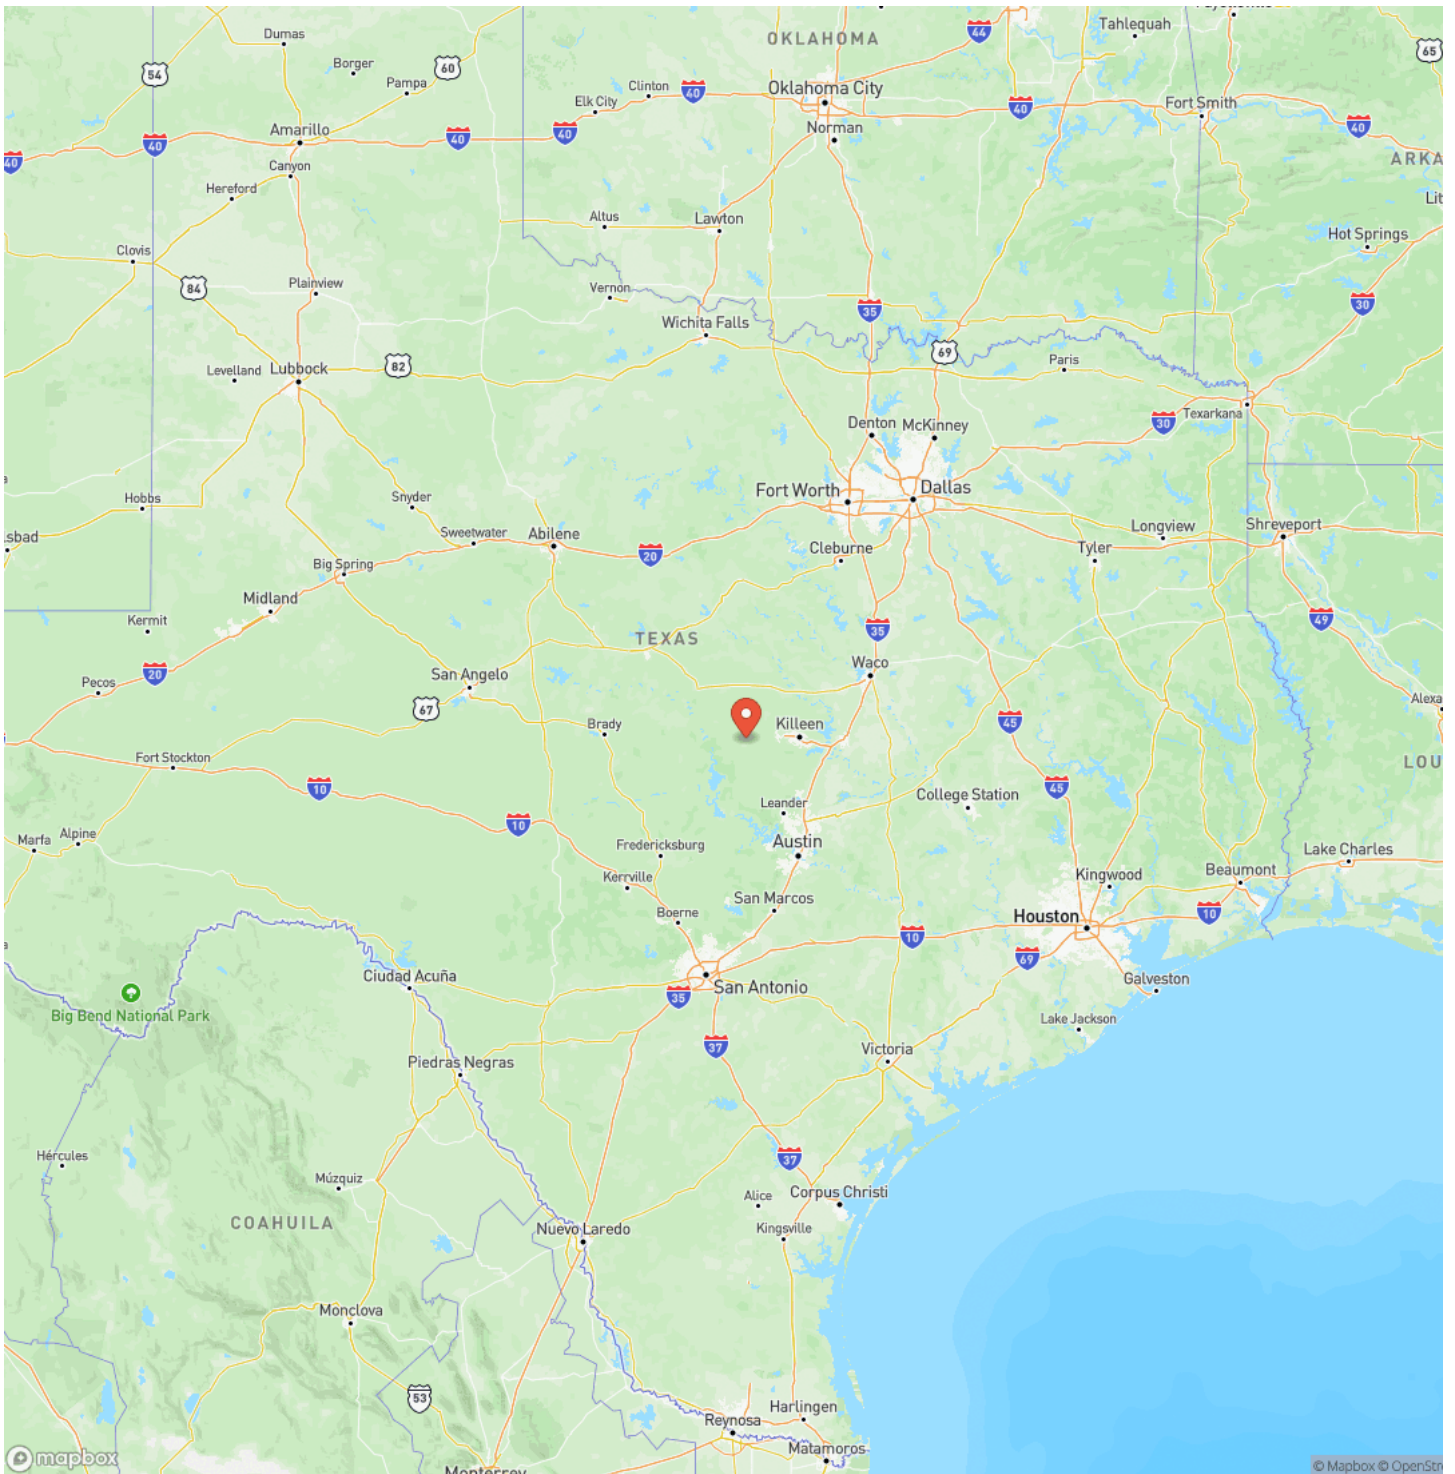 OKLAHOMA
Tahlequah
Dumas
44
65
54
Borger
60
Pampa
Clinton
40
Oklahoma City
Elk City
40
Fort Smith
Amarillo
40
40
40
Norman
40
40
ARKA
Canyon
Hereford
Lit
Altus
Lawton
Hot Springs
Clovis
84
Plainview
Vernon
30
35
Wichita Falls
69
Paris
Levelland
Lubbock
82
Texarkana
Denton
McKinney
30
Fort Worth
Dallas
Hobbs
Snyder
Longview
Shreveport
lsbad
Sweetwater
Abilene
20
Cleburne
Tyler
Big Spring
Midland
Kermit
49
35
TEXAS
Waco
20
San Angelo
Pecos
67
Brady
Killeen
45
Alexa
Fort Stockton
LOU
10
45
College Station
Leander
10
Marfa
Alpine
Fredericksburg
Austin
Lake Charles
Kerrville
Kingwood
Beaumont
San Marcos
Boerne
Houston
10
10
69
Ciudad Acuña
Galveston
San Antonio
35
Big Bend National Park
Lake Jackson
37
Victoria
Piedras Negras
Hércules
37
Múzquiz
Alice
Corpus Christi
COAHUILA
Nuevo Laredo
Kingsville
Monclova
53
Harlingen
Reynosa
Matamoros
mapbox
© Mapbox © OpenStre
Monterrey